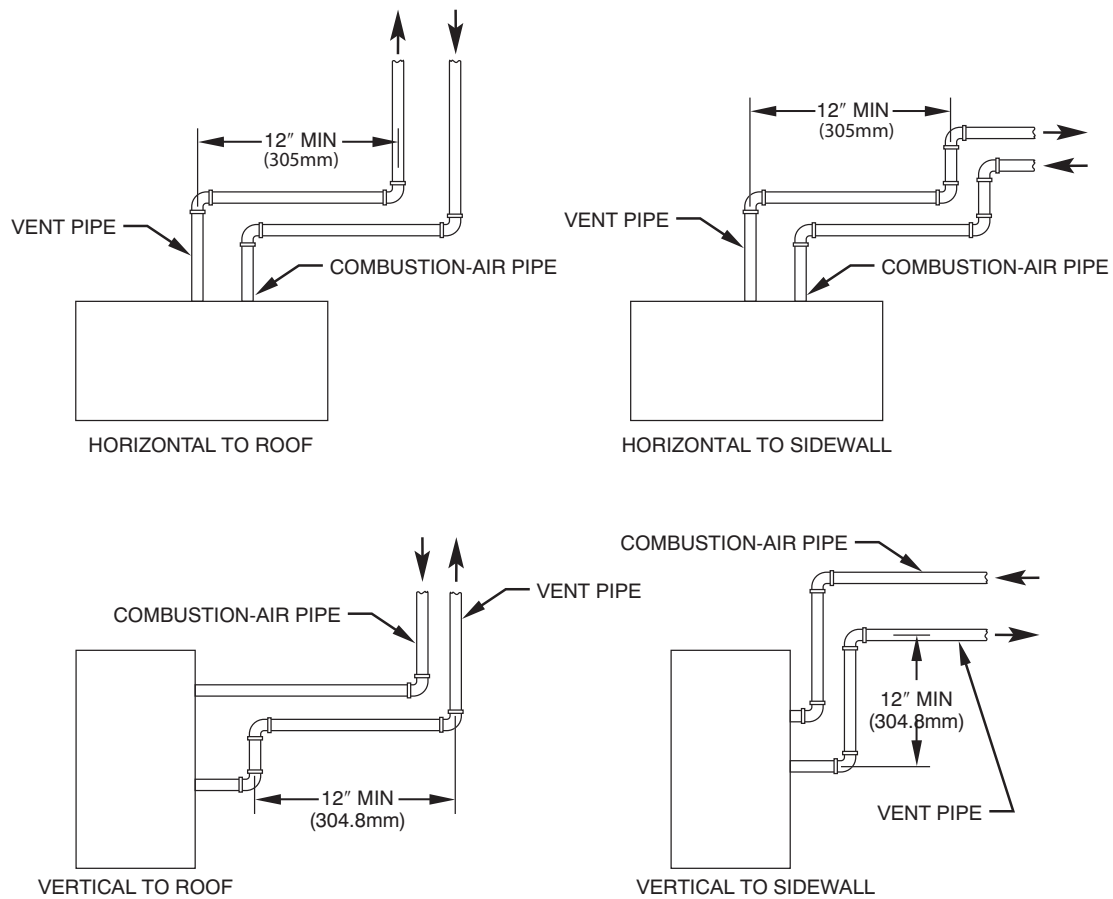 12″ MIN
(305mm)
VENT PIPE
COMBUSTION-AIR PIPE
HORIZONTAL TO ROOF
12″ MIN
(305mm)
VENT PIPE
COMBUSTION-AIR PIPE
HORIZONTAL TO SIDEWALL
COMBUSTION-AIR PIPE
VENT PIPE
12″ MIN
(304.8mm)
VERTICAL TO ROOF
COMBUSTION-AIR PIPE
12″ MIN
(304.8mm)
VENT PIPE
VERTICAL TO SIDEWALL